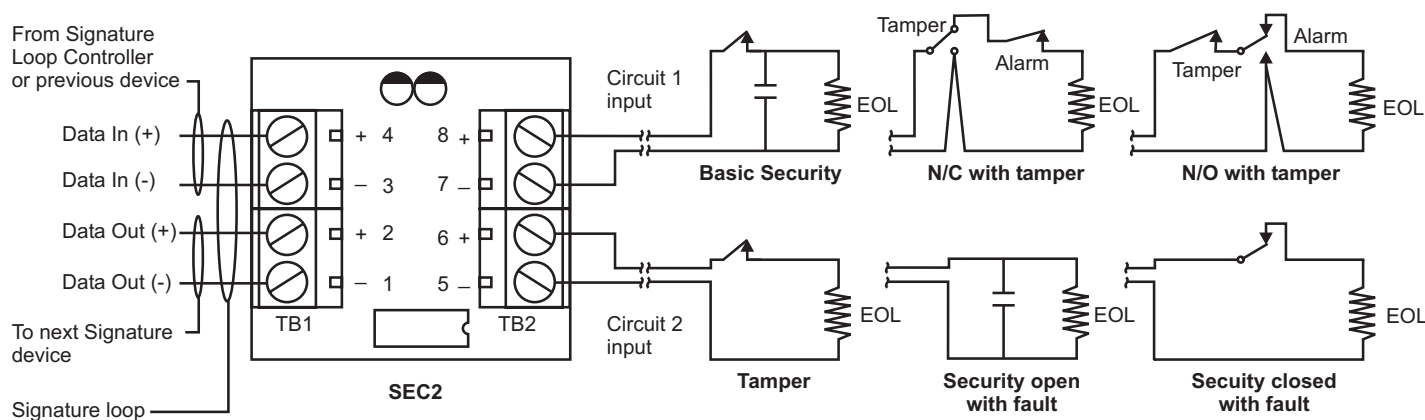 From Signature
Loop Controller
or previous device
Data In (+)
Data In (-)
Data Out (+)
Data Out (-)
To next Signature
device
Signature loop
+ 4
– 3
+ 2
– 1
8 +
7 –
6 +
5 –
TB1
TB2
SEC2
Circuit 1
input
EOL
Basic Security
Tamper
Alarm
EOL
N/C with tamper
Alarm
Tamper
EOL
N/O with tamper
Circuit 2
input
EOL
Tamper
EOL
Security open
with fault
EOL
Secuity closed
with fault